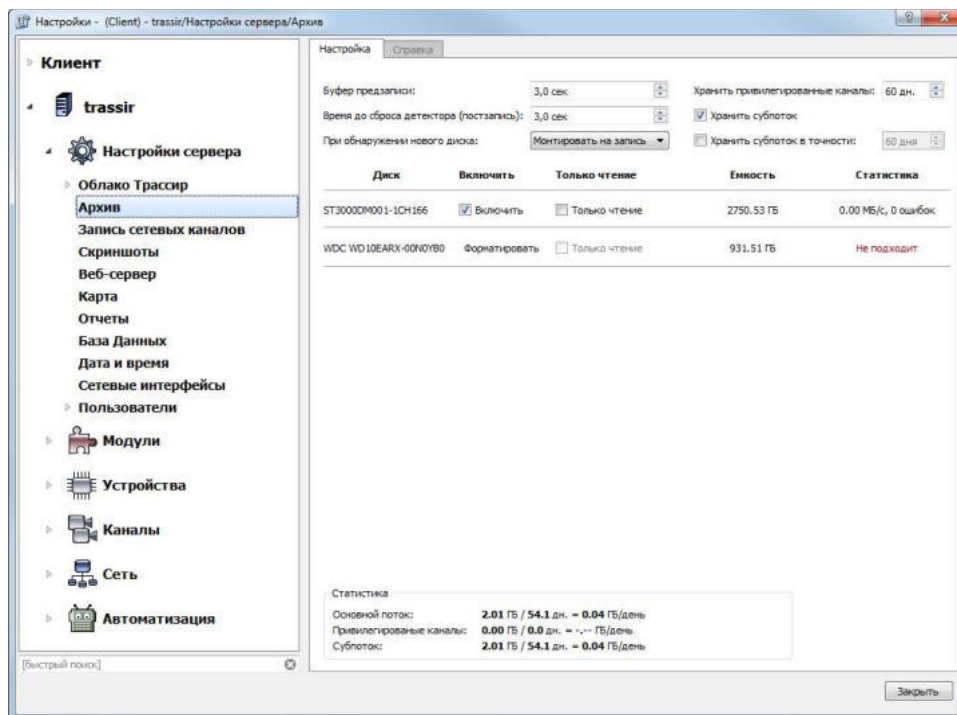 Настройки - (Client) - trassir/Настройки сервера/Архив
Клиент
trassir
Настройки сервера
Облако Трассир
Архив
Запись сетевых каналов
Скриншоты
Веб-сервер
Карта
Отчеты
База Данных
Дата и время
Сетевые интерфейсы
Пользователи
Модули
Устройства
Каналы
Сеть
Автоматизация
[быстрый поиск]
Настройка Справка
Буфер предзаписи: 3,0 сек Хранить привилегированные каналы: 60 дн.
Время до сброса детектора (постзапись): 3,0 сек Хранить субпоток
При обнаружении нового диска: Монтировать на запись Хранить субпоток в точности: 60 дня
Диск Включить Только чтение Емкость Статистика
ST3000DM001-1CH166 Включить Только чтение 2750.53 ГБ 0.00 МБ/с, 0 ошибок
WDC WD10EARX-00N0YB0 Форматировать Только чтение 931.51 ГБ Не подходит
Статистика
Основной поток: 2.01 ГБ / 54.1 дн. = 0.04 ГБ/день
Привилегированые каналы: 0.00 ГБ / 0.0 дн. = -.-- ГБ/день
Субпоток: 2.01 ГБ / 54.1 дн. = 0.04 ГБ/день
Закрыть